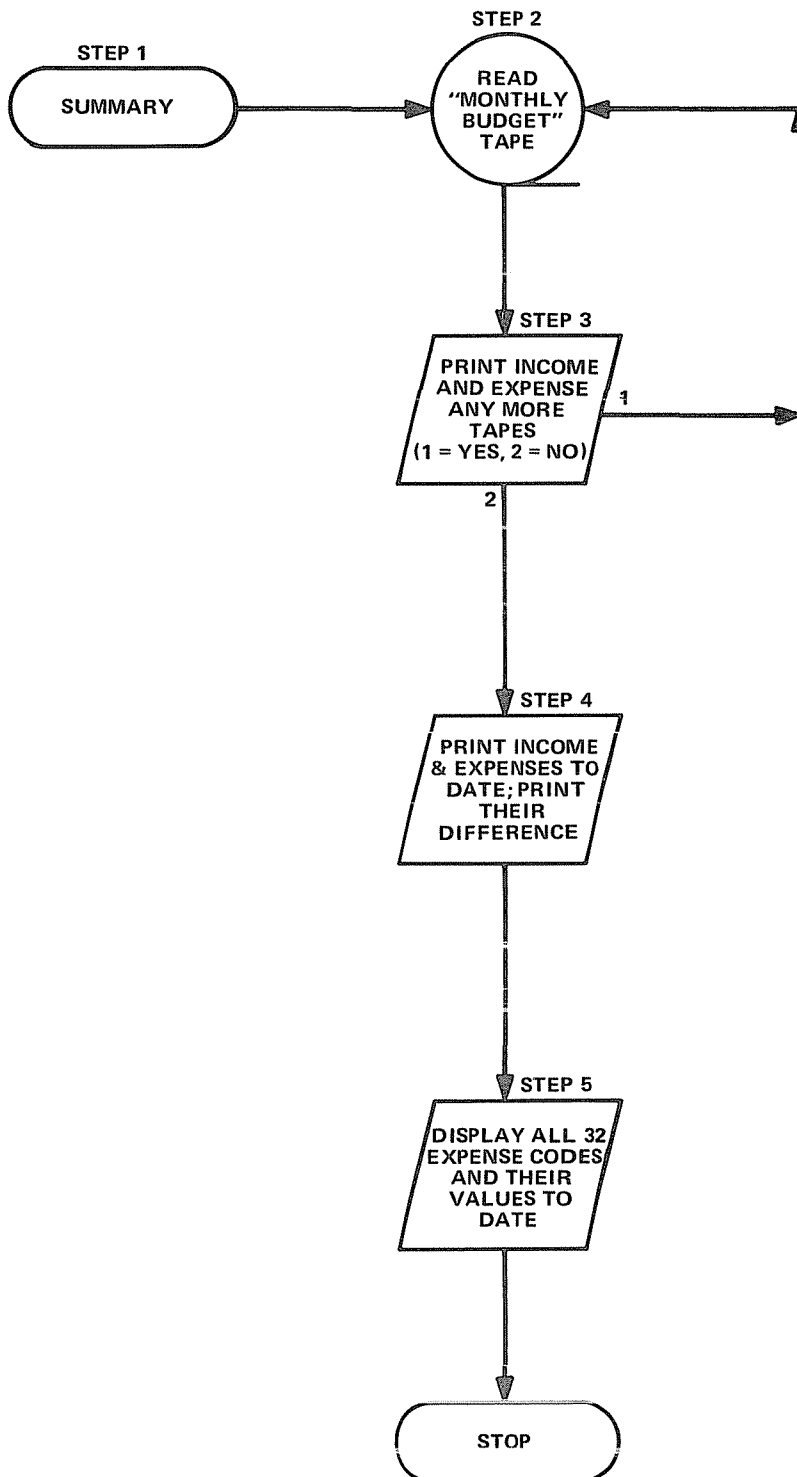 STEP 1
SUMMARY
STEP 2
READ
"MONTHLY
BUDGET"
TAPE
STEP 3
PRINT INCOME
AND EXPENSE
ANY MORE
TAPES
(1 = YES, 2 = NO)
1
2
STEP 4
PRINT INCOME
& EXPENSES TO
DATE; PRINT
THEIR
DIFFERENCE
STEP 5
DISPLAY ALL 32
EXPENSE CODES
AND THEIR
VALUES TO
DATE
STOP